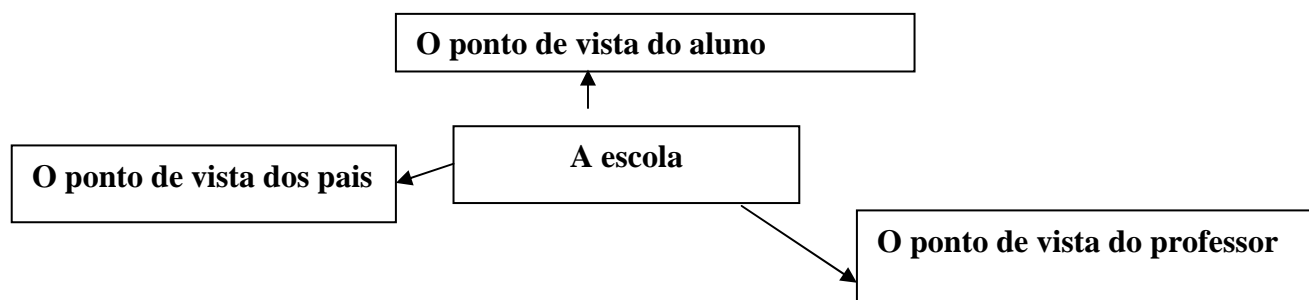 O ponto de vista do aluno
A escola
O ponto de vista dos pais
O ponto de vista do professor